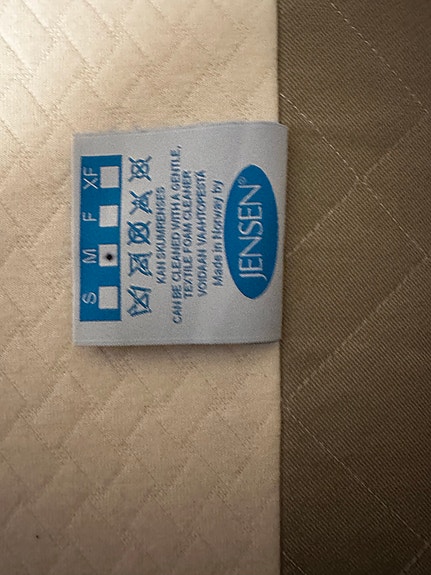 S M F XF
KAN SKUMRENSES
CAN BE CLEANED WITH A GENTLE,
TEXTILE FOAM CLEANER
VOIDAAN VAAHTOPESTÄ
Made in Norway by
JENSEN®